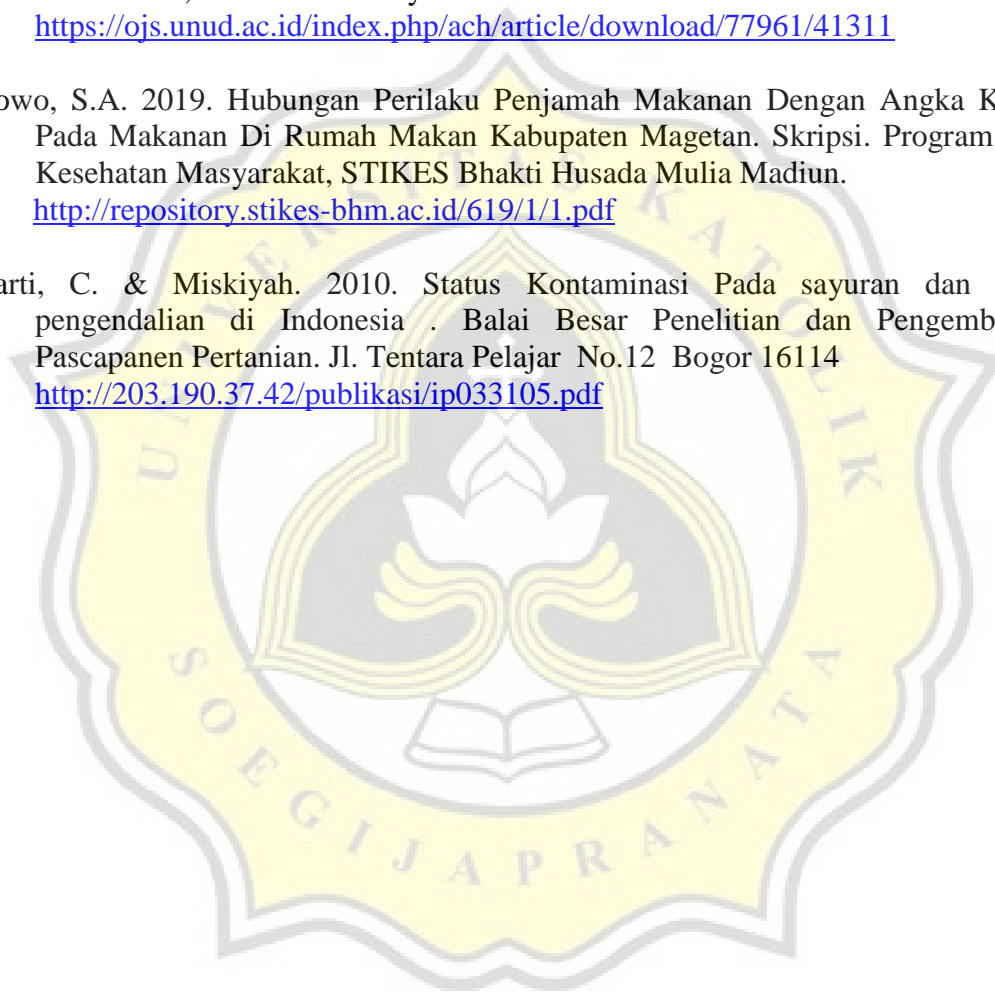 https://ojs.unud.ac.id/index.php/ach/article/download/77961/41311
owo, S.A. 2019. Hubungan Perilaku Penjamah Makanan Dengan Angka K
Pada Makanan Di Rumah Makan Kabupaten Magetan. Skripsi. Program
Kesehatan Masyarakat, STIKES Bhakti Husada Mulia Madiun.
http://repository.stikes-bhm.ac.id/619/1/1.pdf
arti, C. & Miskiyah. 2010. Status Kontaminasi Pada sayuran dan
pengendalian di Indonesia . Balai Besar Penelitian dan Pengemb
Pascapanen Pertanian. Jl. Tentara Pelajar No.12 Bogor 16114
http://203.190.37.42/publikasi/ip033105.pdf
UNIVERSITAS KATOLIK
SOEGIJAPRANATA